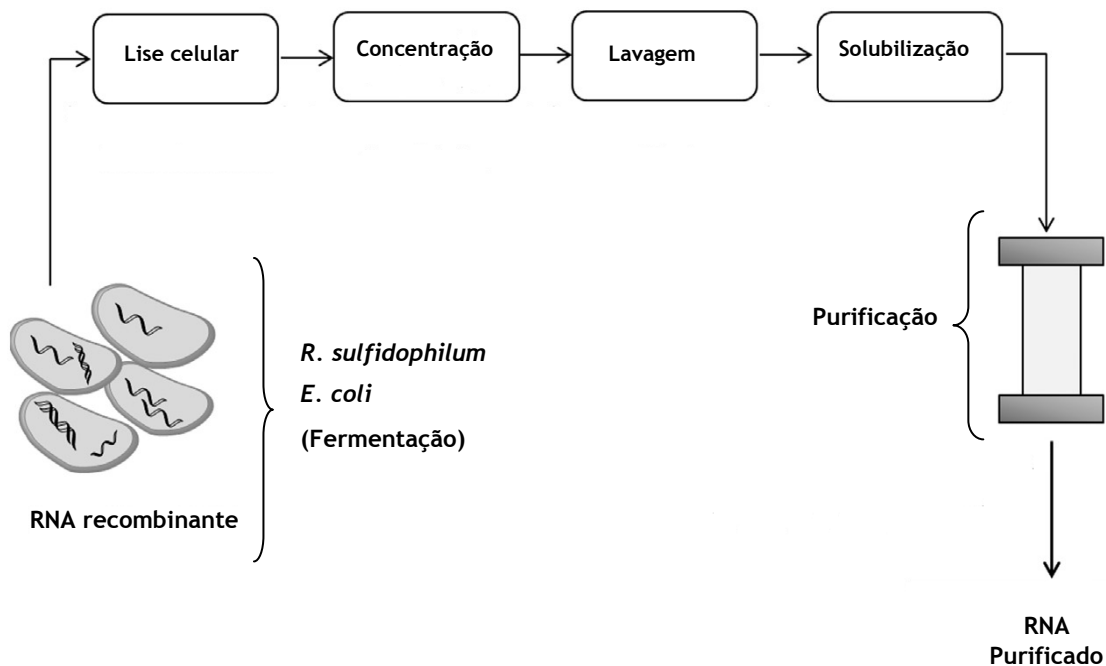 Lise celular
Concentração
Lavagem
Solubilização
R. sulfidophilum
E. coli
(Fermentação)
RNA recombinante
Purificação
RNA
Purificado